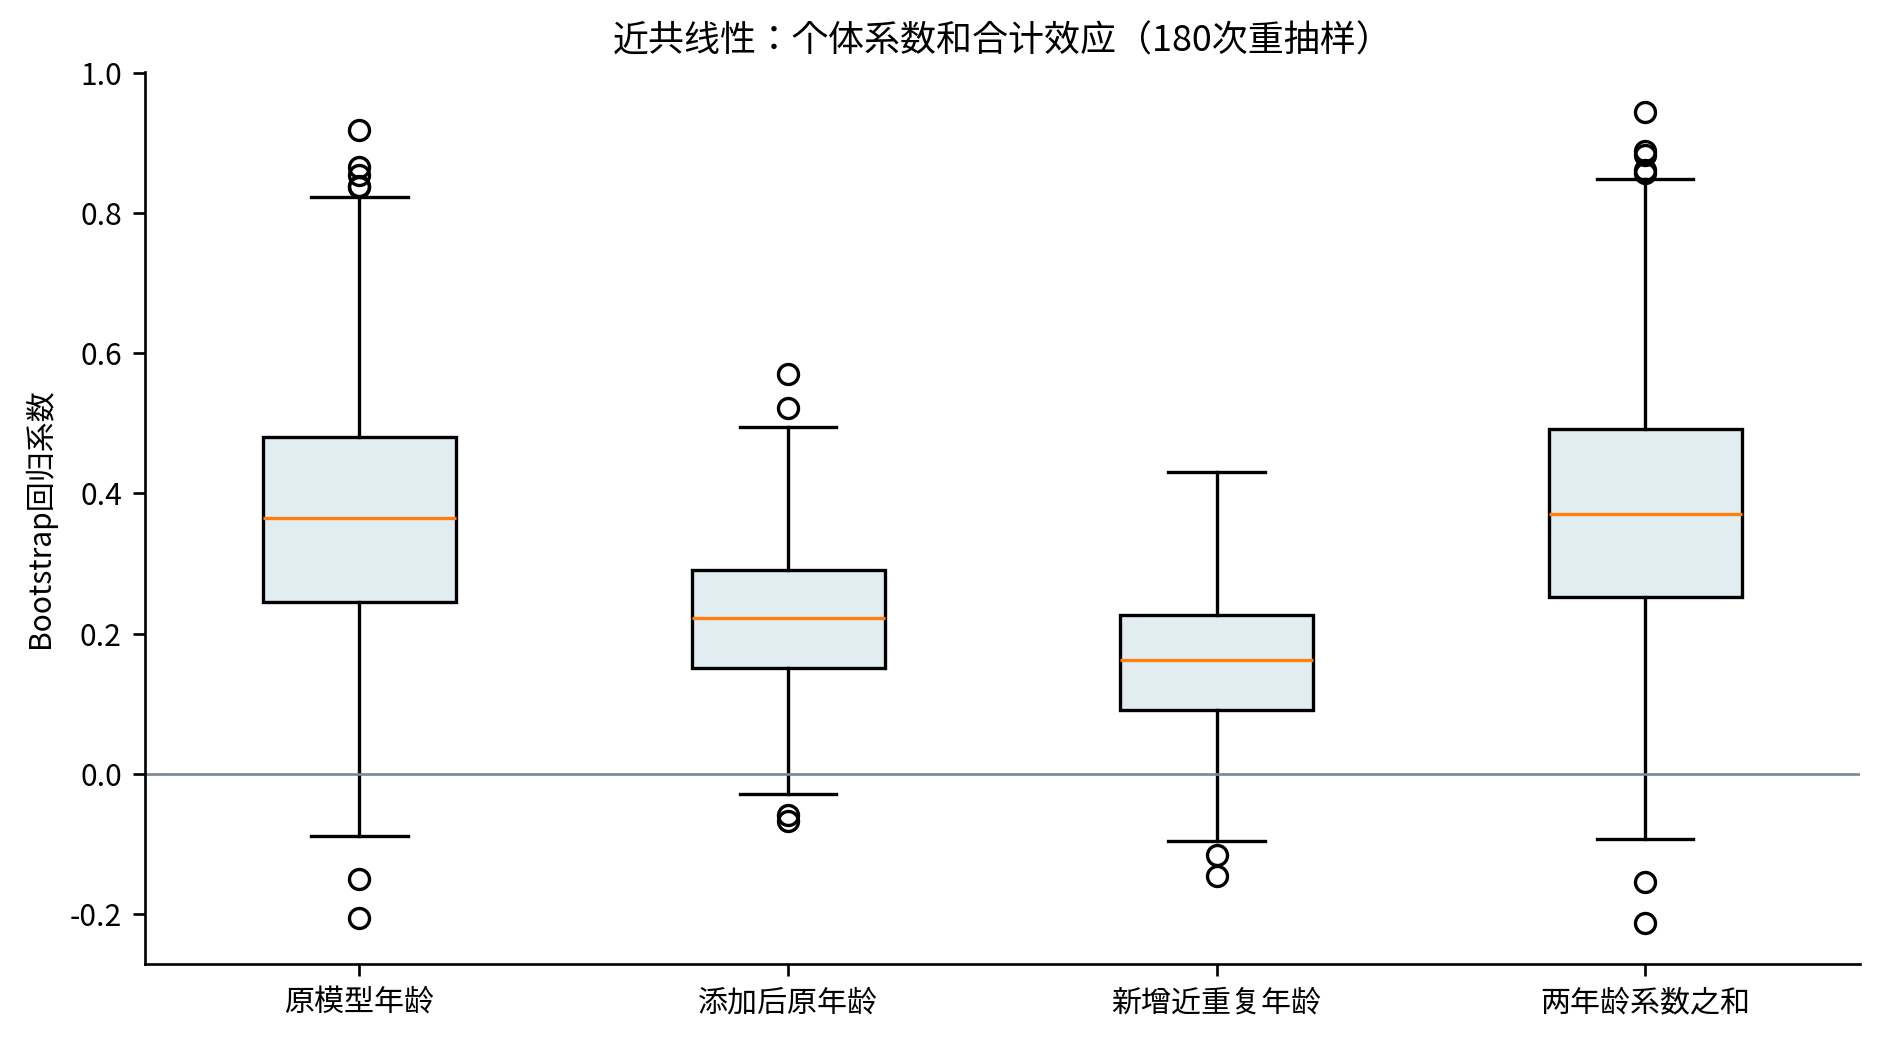 近共线性：个体系数和合计效应（180次重抽样）
Bootstrap回归系数
1.0
0.8
0.6
0.4
0.2
0.0
-0.2
原模型年龄
添加后原年龄
新增近重复年龄
两年龄系数之和